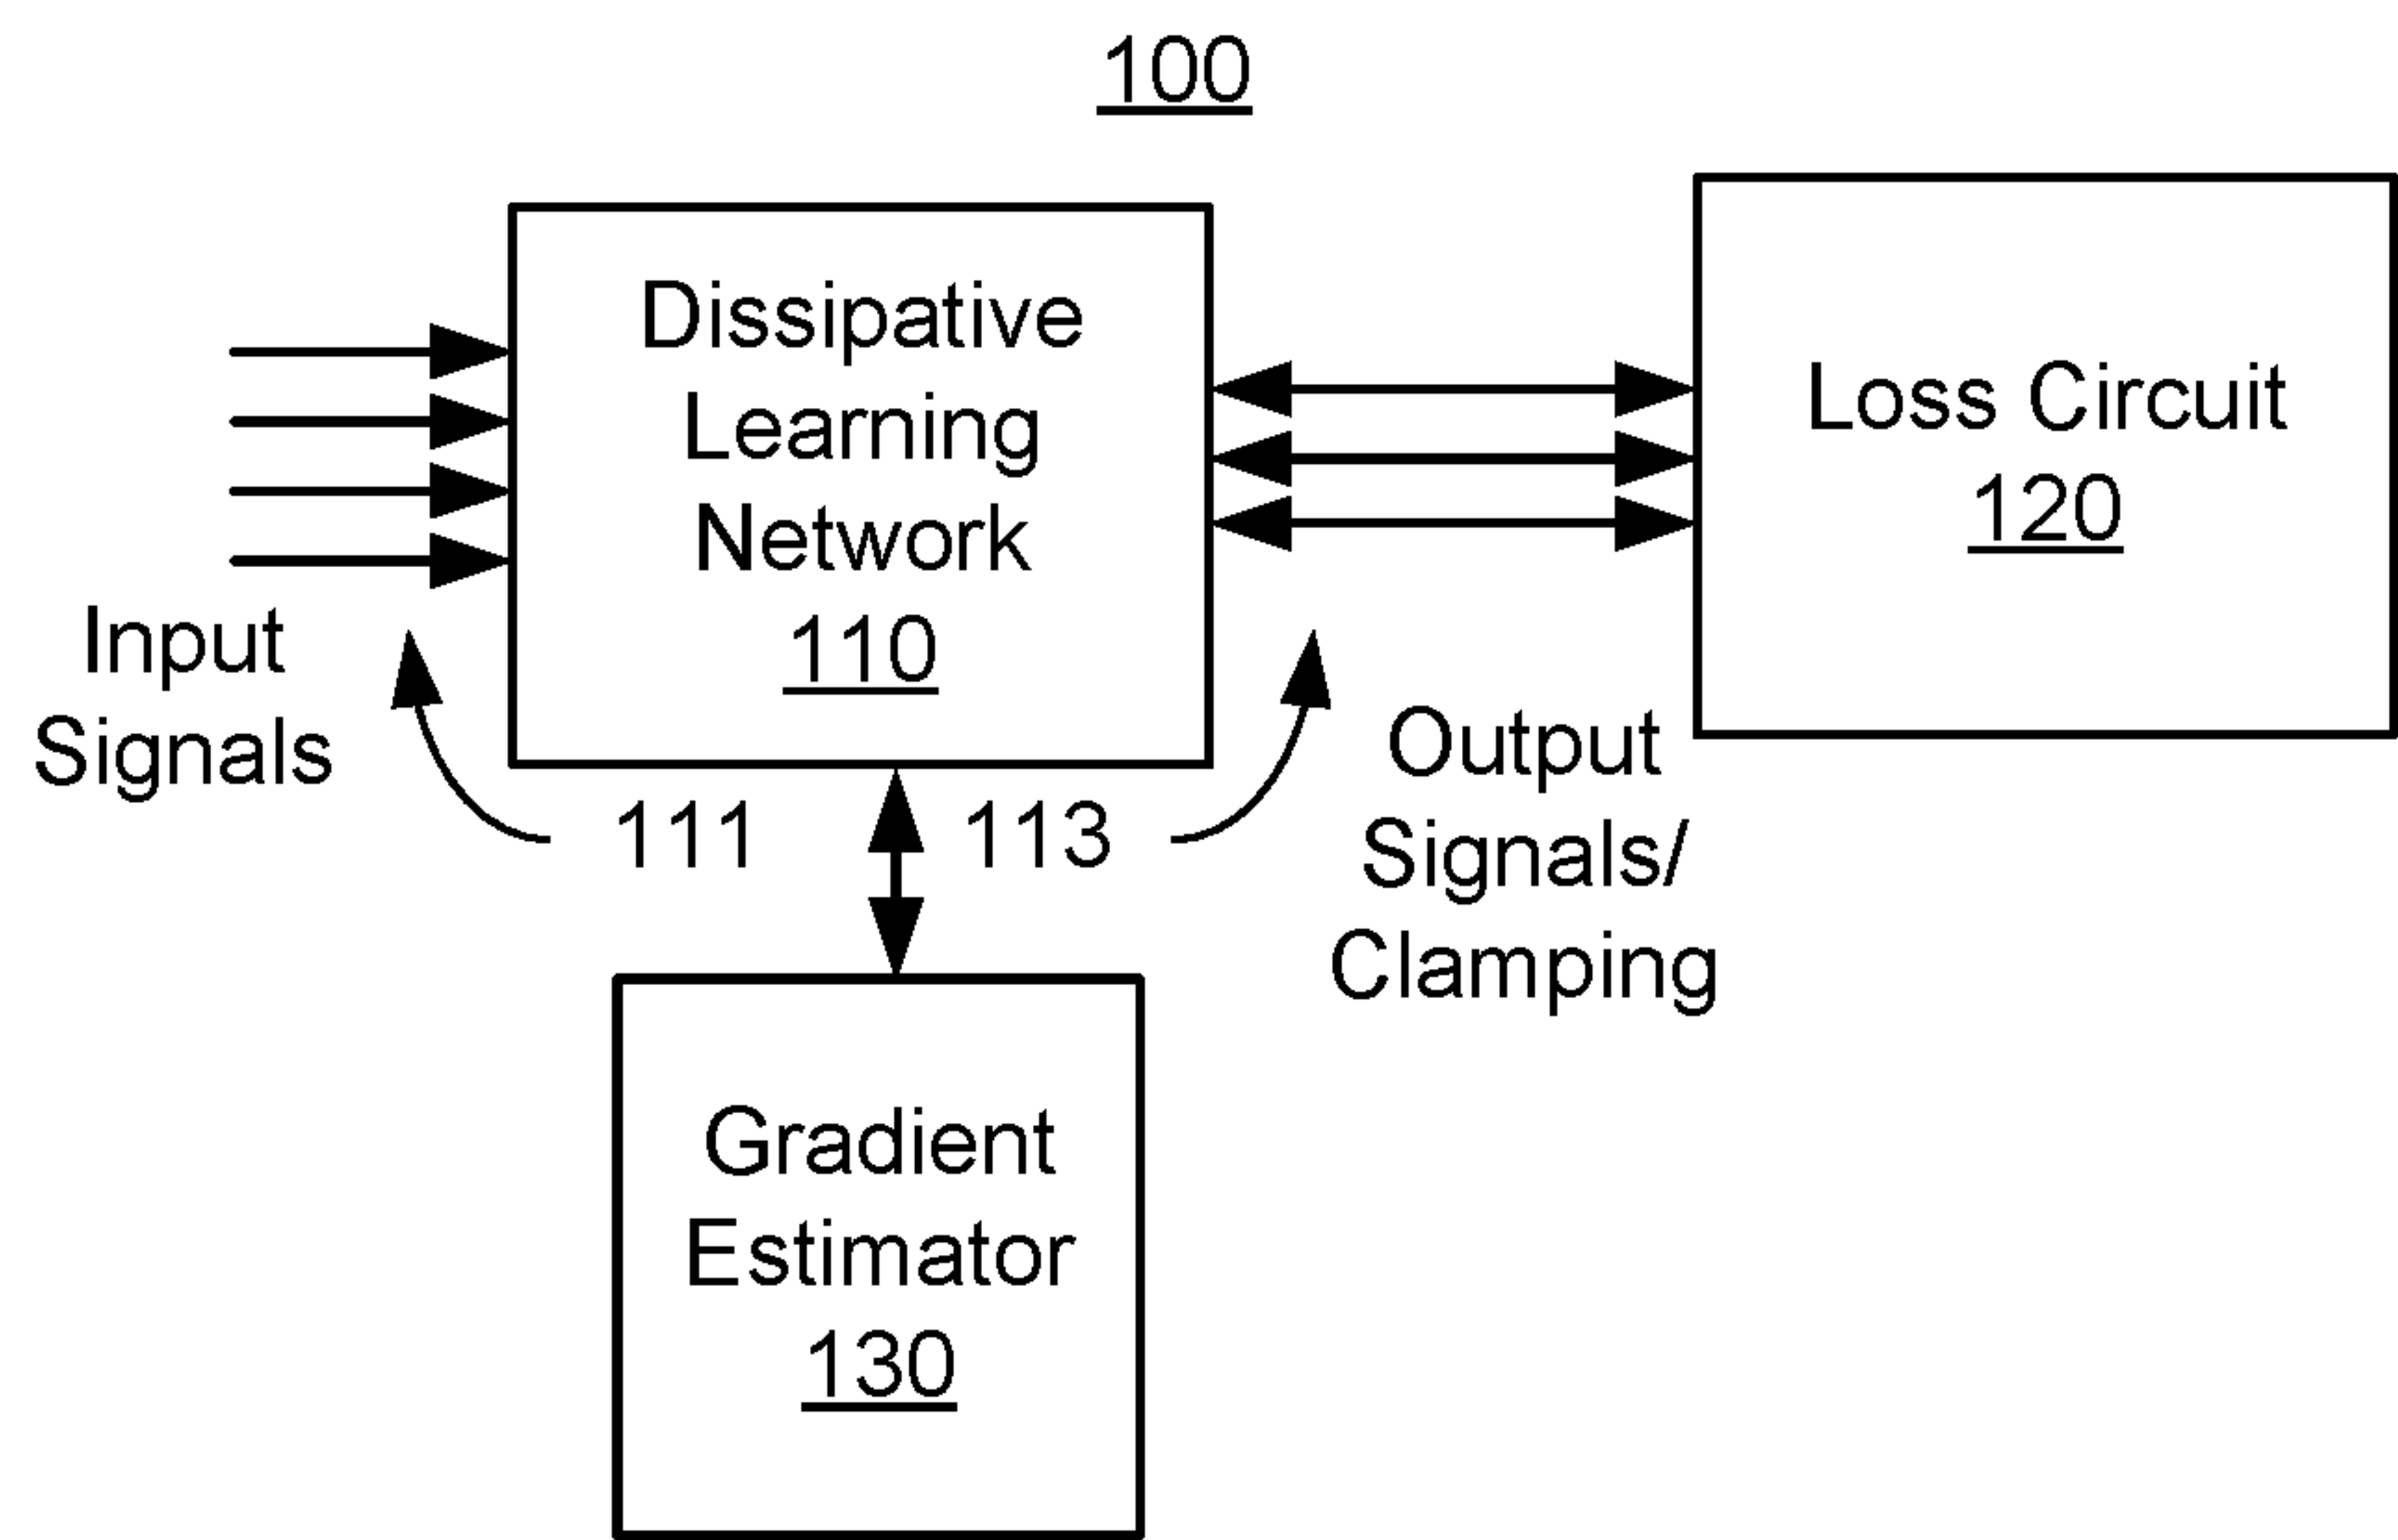 100
Dissipative
Learning
Network
110
Loss Circuit
120
Input
Signals
111
113
Output
Signals/
Clamping
Gradient
Estimator
130